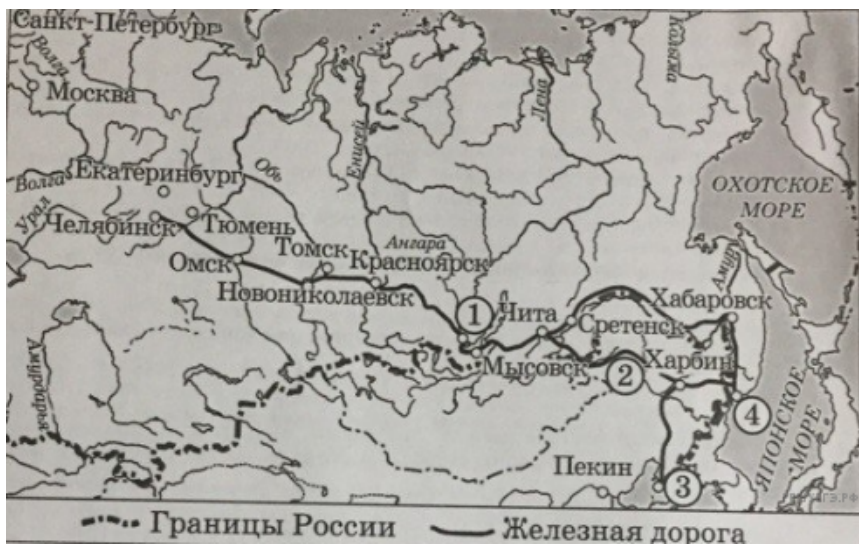 Санкт-Петербург
Волга
Москва
Екатеринбург
Волга
Урал
Челябинск
Тюмень
Обь
Енисей
Ангара
Лена
Колыма
ОХОТСКОЕ
МОРЕ
Омск
Томск
Красноярск
Новониколаевск
1
Чита
Сретенск
Амур
Хабаровск
Мысовск
2
Харбин
4
ЯПОНСКОЕ
МОРЕ
Амударья
Пекин
3
Границы России
Железная дорога